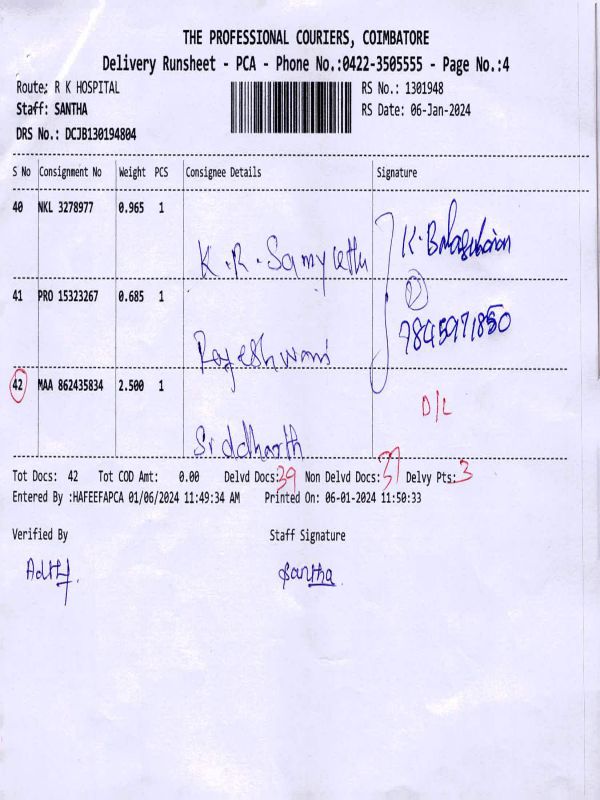 THE PROFESSIONAL COURIERS, COIMBATORE
Delivery Runsheet - PCA - Phone No.:0422-3505555 - Page No.:4
Route; R K HOSPITAL RS No.: 1301948
Staff: SANTHA RS Date: 06-Jan-2024
DRS No.: DCJB130194804
S No Consignment No Weight PCS Consignee Details Signature
40 NKL 3278977 0.965 1
K.R. K.
41 PRO 15323267 0.685 1
2
7845971850
Rajeshwari
42 MAA 862435834 2.500 1
D/L
Siddharth
Tot Docs: 42 Tot COD Amt: 0.00 Delvd Docs: 39 Non Delvd Docs: Delvy Pts: 3
Entered By :HAFEEFAPCA 01/06/2024 11:49:34 AM Printed On: 06-01-2024 11:50:33
Verified By Staff Signature
Santha